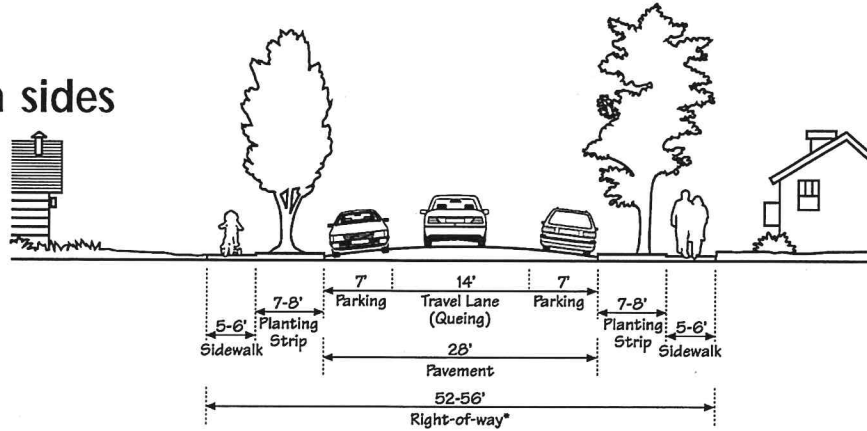 sides
7'
Parking
14'
Travel Lane
(Queing)
7'
Parking
7-8'
Planting
Strip
7-8'
Planting
Strip
5-6'
Sidewalk
5-6'
Sidewalk
28'
Pavement
52-56'
Right-of-way*